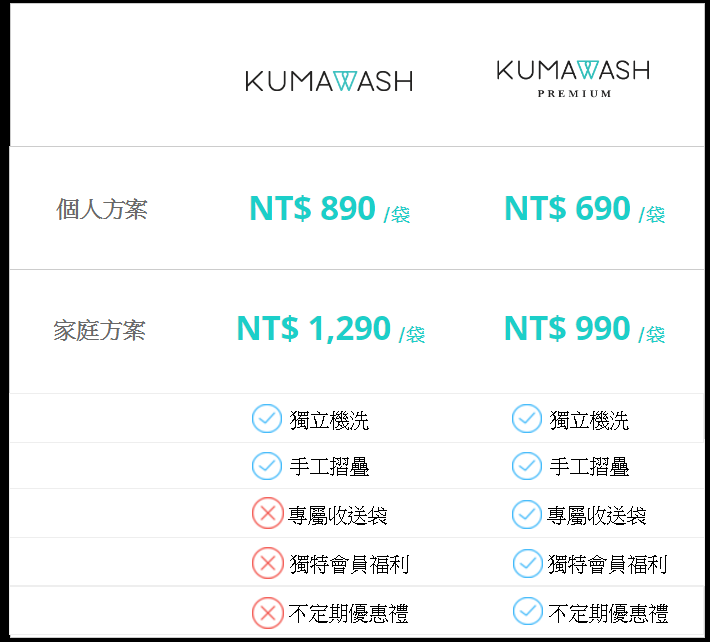 KUMAWASH
KUMAWASH
PREMIUM
個人方案 NT$ 890 /袋 NT$ 690 /袋
家庭方案 NT$ 1,290 /袋 NT$ 990 /袋
獨立機洗 獨立機洗
手工摺疊 手工摺疊
專屬收送袋 專屬收送袋
獨特會員福利 獨特會員福利
不定期優惠禮 不定期優惠禮